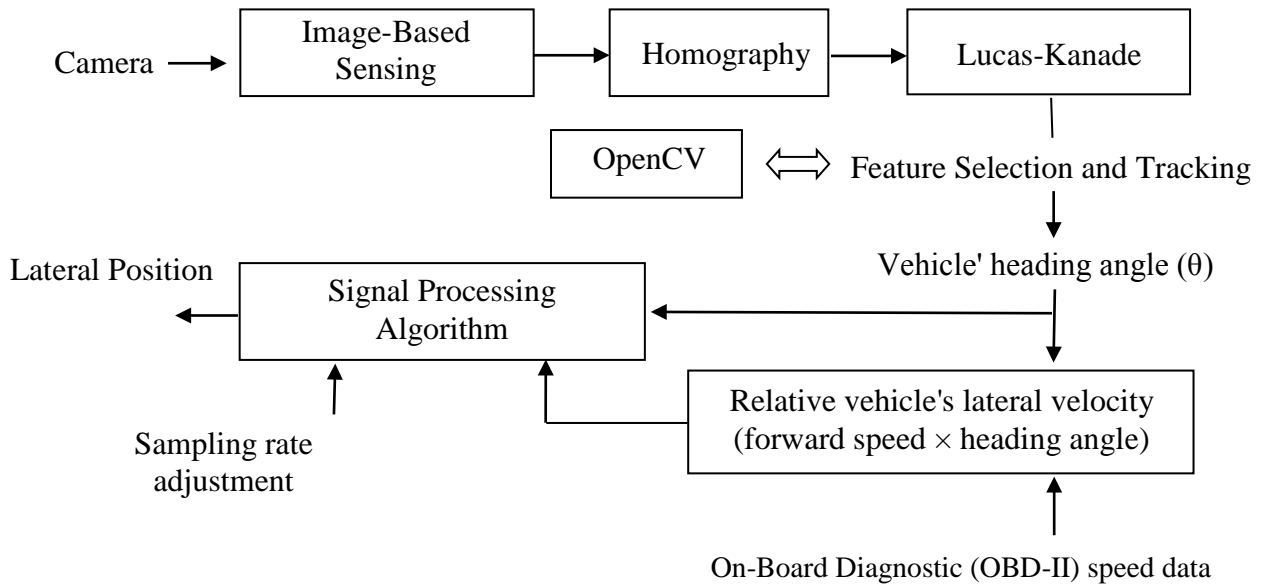 Camera
Image-Based
Sensing
Homography
Lucas-Kanade
OpenCV
Feature Selection and Tracking
Vehicle' heading angle (θ)
Lateral Position
Signal Processing
Algorithm
Relative vehicle's lateral velocity
(forward speed × heading angle)
Sampling rate
adjustment
On-Board Diagnostic (OBD-II) speed data